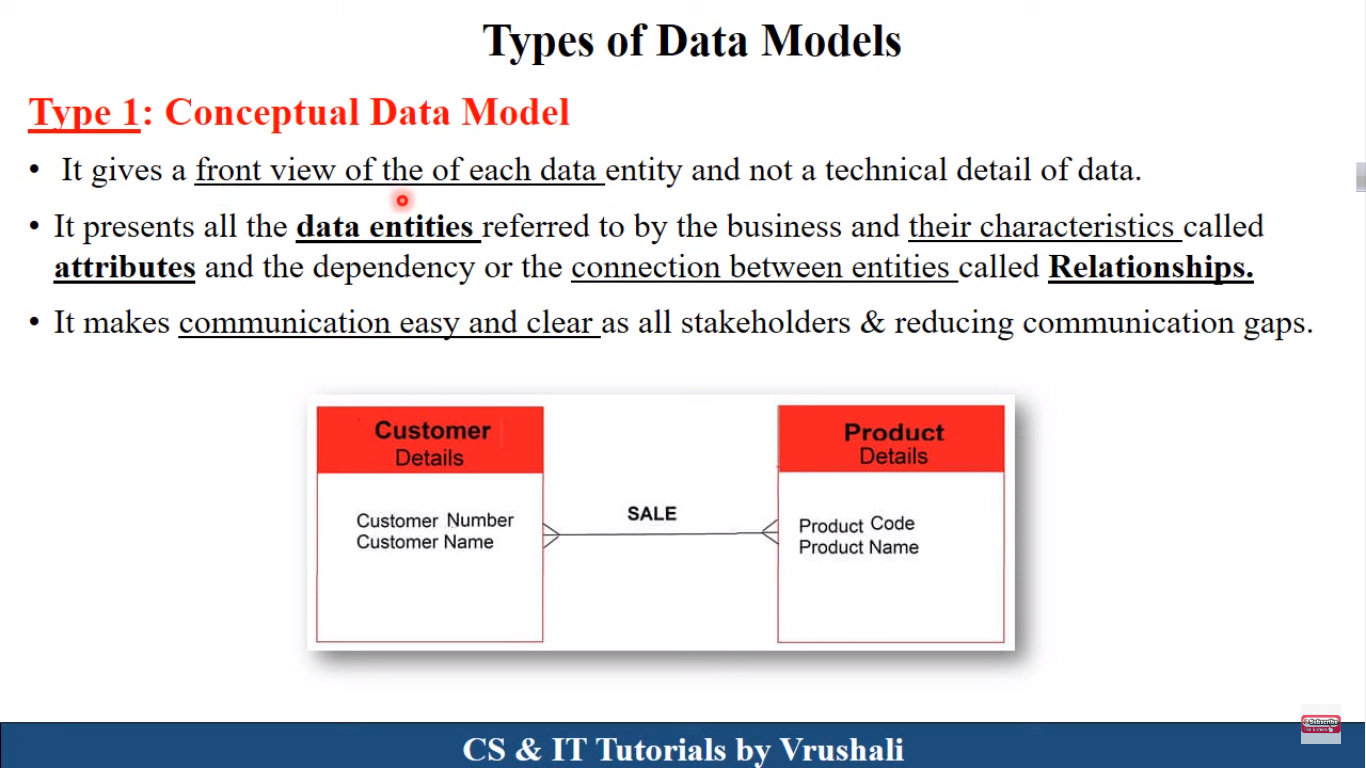 Types of Data Models
Type 1: Conceptual Data Model
• It gives a front view of the of each data entity and not a technical detail of data.
• It presents all the data entities referred to by the business and their characteristics called
attributes and the dependency or the connection between entities called Relationships.
• It makes communication easy and clear as all stakeholders & reducing communication gaps.
Customer
Details
Customer Number
Customer Name
SALE
Product
Details
Product Code
Product Name
Subscribe
CS & IT Tutorials by Vrushali